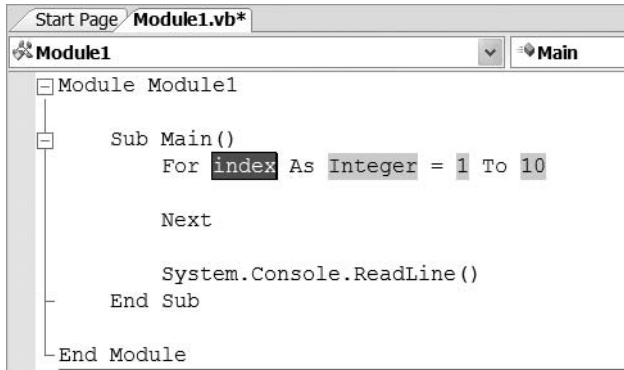 Start Page Module1.vb*
Module1 Main
Module Module1
Sub Main()
For index As Integer = 1 To 10
Next
System.Console.ReadLine()
End Sub
End Module